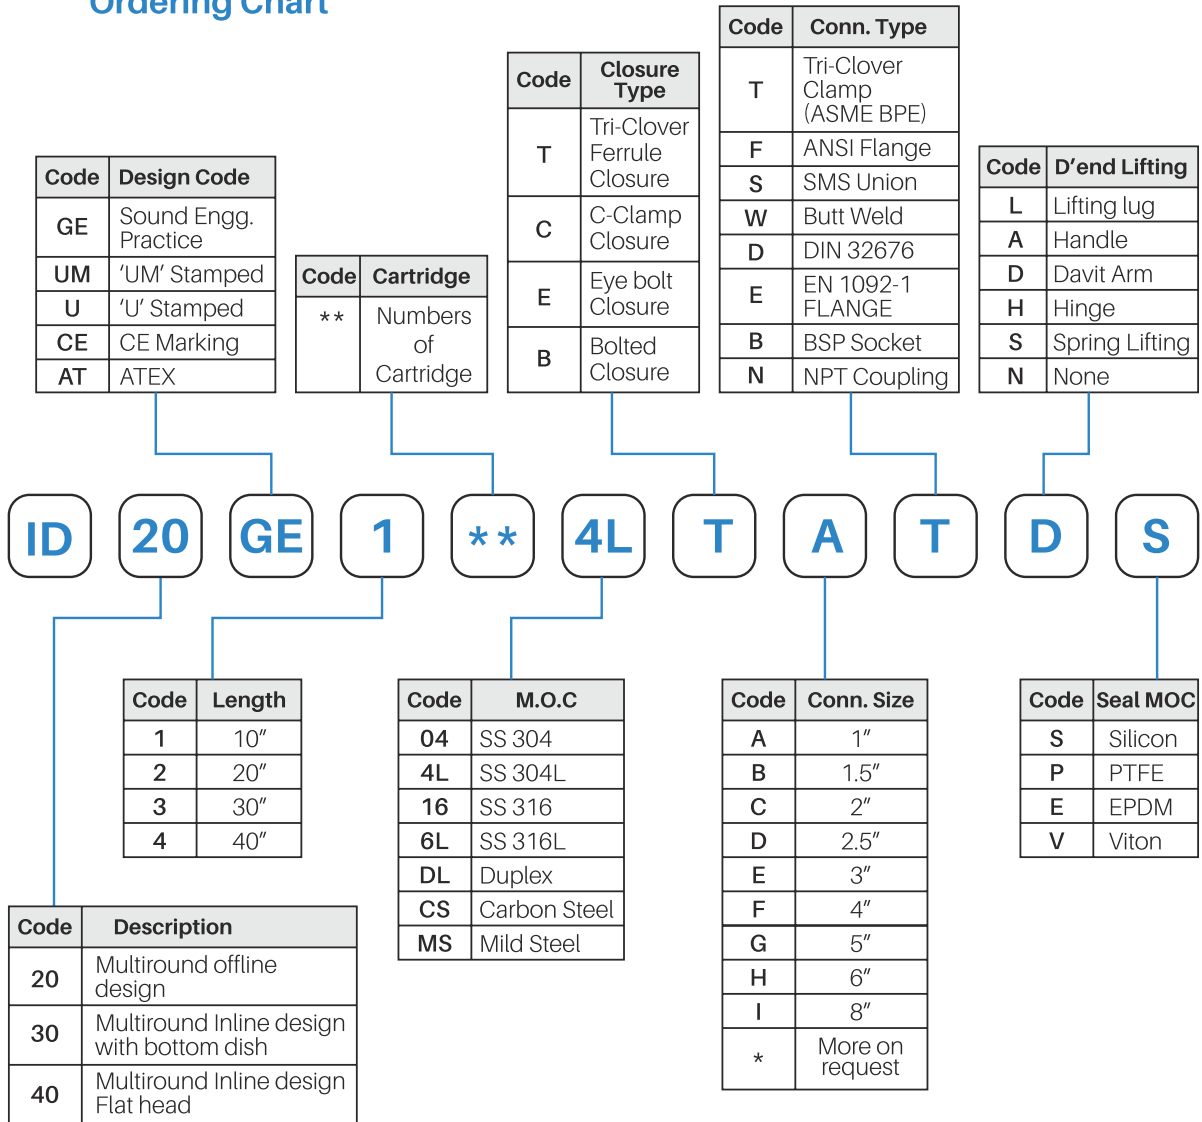 Ordering Chart
Code Conn. Type
T Tri-Clover
Clamp
(ASME BPE)
F ANSI Flange
S SMS Union
W Butt Weld
D DIN 32676
E EN 1092-1
FLANGE
B BSP Socket
N NPT Coupling
Code Closure
Type
T Tri-Clover
Ferrule
Closure
C C-Clamp
Closure
E Eye bolt
Closure
B Bolted
Closure
Code D’end Lifting
L Lifting lug
A Handle
D Davit Arm
H Hinge
S Spring Lifting
N None
Code Design Code
GE Sound Engg.
Practice
UM ‘UM’ Stamped
U ‘U’ Stamped
CE CE Marking
AT ATEX
Code Cartridge
** Numbers
of
Cartridge
ID 20 GE 1 ** 4L T A T D S
Code Length
1 10”
2 20”
3 30”
4 40”
Code M.O.C
04 SS 304
4L SS 304L
16 SS 316
6L SS 316L
DL Duplex
CS Carbon Steel
MS Mild Steel
Code Conn. Size
A 1”
B 1.5”
C 2”
D 2.5”
E 3”
F 4”
G 5”
H 6”
I 8”
* More on
request
Code Seal MOC
S Silicon
P PTFE
E EPDM
V Viton
Code Description
20 Multiround offline
design
30 Multiround Inline design
with bottom dish
40 Multiround Inline design
Flat head